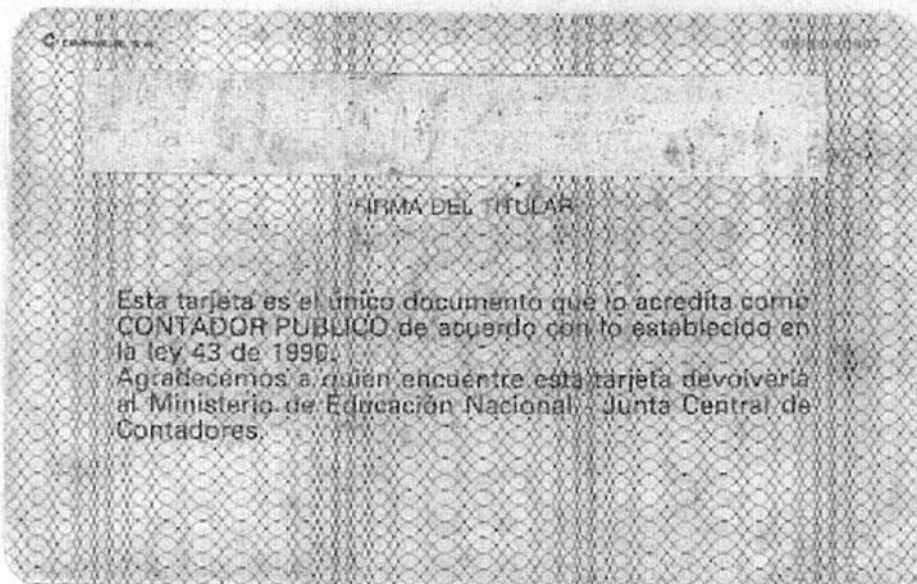 FIRMA DEL TITULAR
Esta tarjeta es el único documento que lo acredita como
CONTADOR PUBLICO de acuerdo con lo establecido en
la ley 43 de 1990.
Agradecemos a quien encuentre esta tarjeta devolverla
al Ministerio de Educación Nacional - Junta Central de
Contadores.